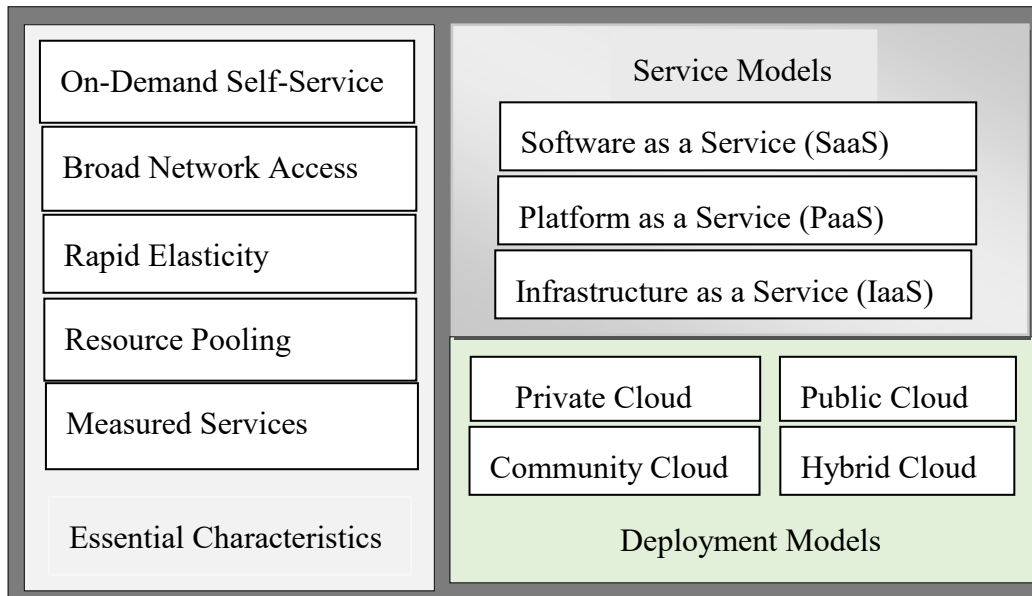 On-Demand Self-Service
Broad Network Access
Rapid Elasticity
Resource Pooling
Measured Services
Essential Characteristics
Service Models
Software as a Service (SaaS)
Platform as a Service (PaaS)
Infrastructure as a Service (IaaS)
Private Cloud
Public Cloud
Community Cloud
Hybrid Cloud
Deployment Models